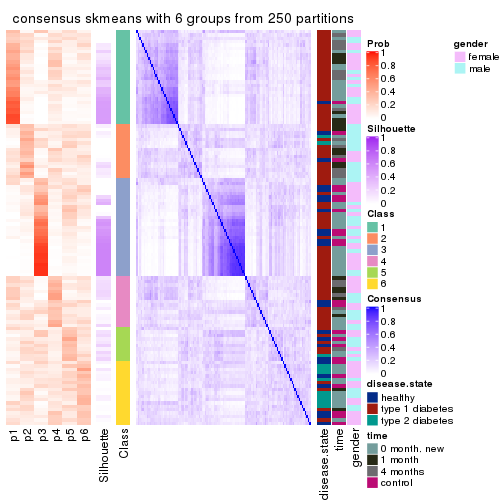 consensus skmeans with 6 groups from 250 partitions
p1
p2
p3
p4
p5
p6
Silhouette
Class
disease.state
time
gender
Prob
1
0.8
0.6
0.4
0.2
0
Silhouette
1
0.8
0.6
0.4
0.2
0
Class
1
2
3
4
5
6
Consensus
1
0.8
0.6
0.4
0.2
0
disease.state
healthy
type 1 diabetes
type 2 diabetes
time
0 month. new
1 month
4 months
control
gender
female
male